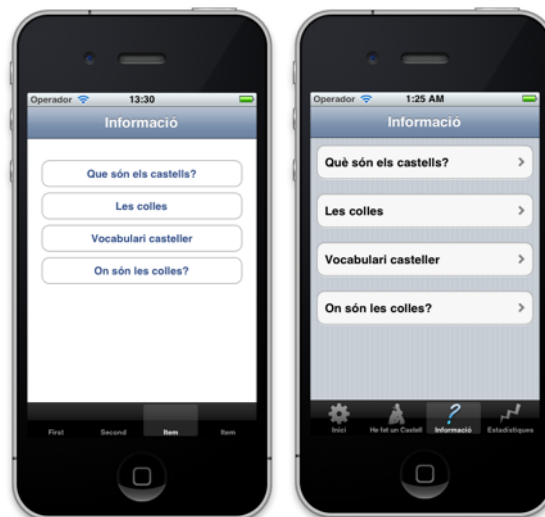 Operador 13:30
Informació
Que són els castells?
Les colles
Vocabulari casteller
On són les colles?
First Second Item Item
Operador 1:25 AM
Informació
Què són els castells?
Les colles
Vocabulari casteller
On són les colles?
Inici He fet un Castell Informació Estadístiques